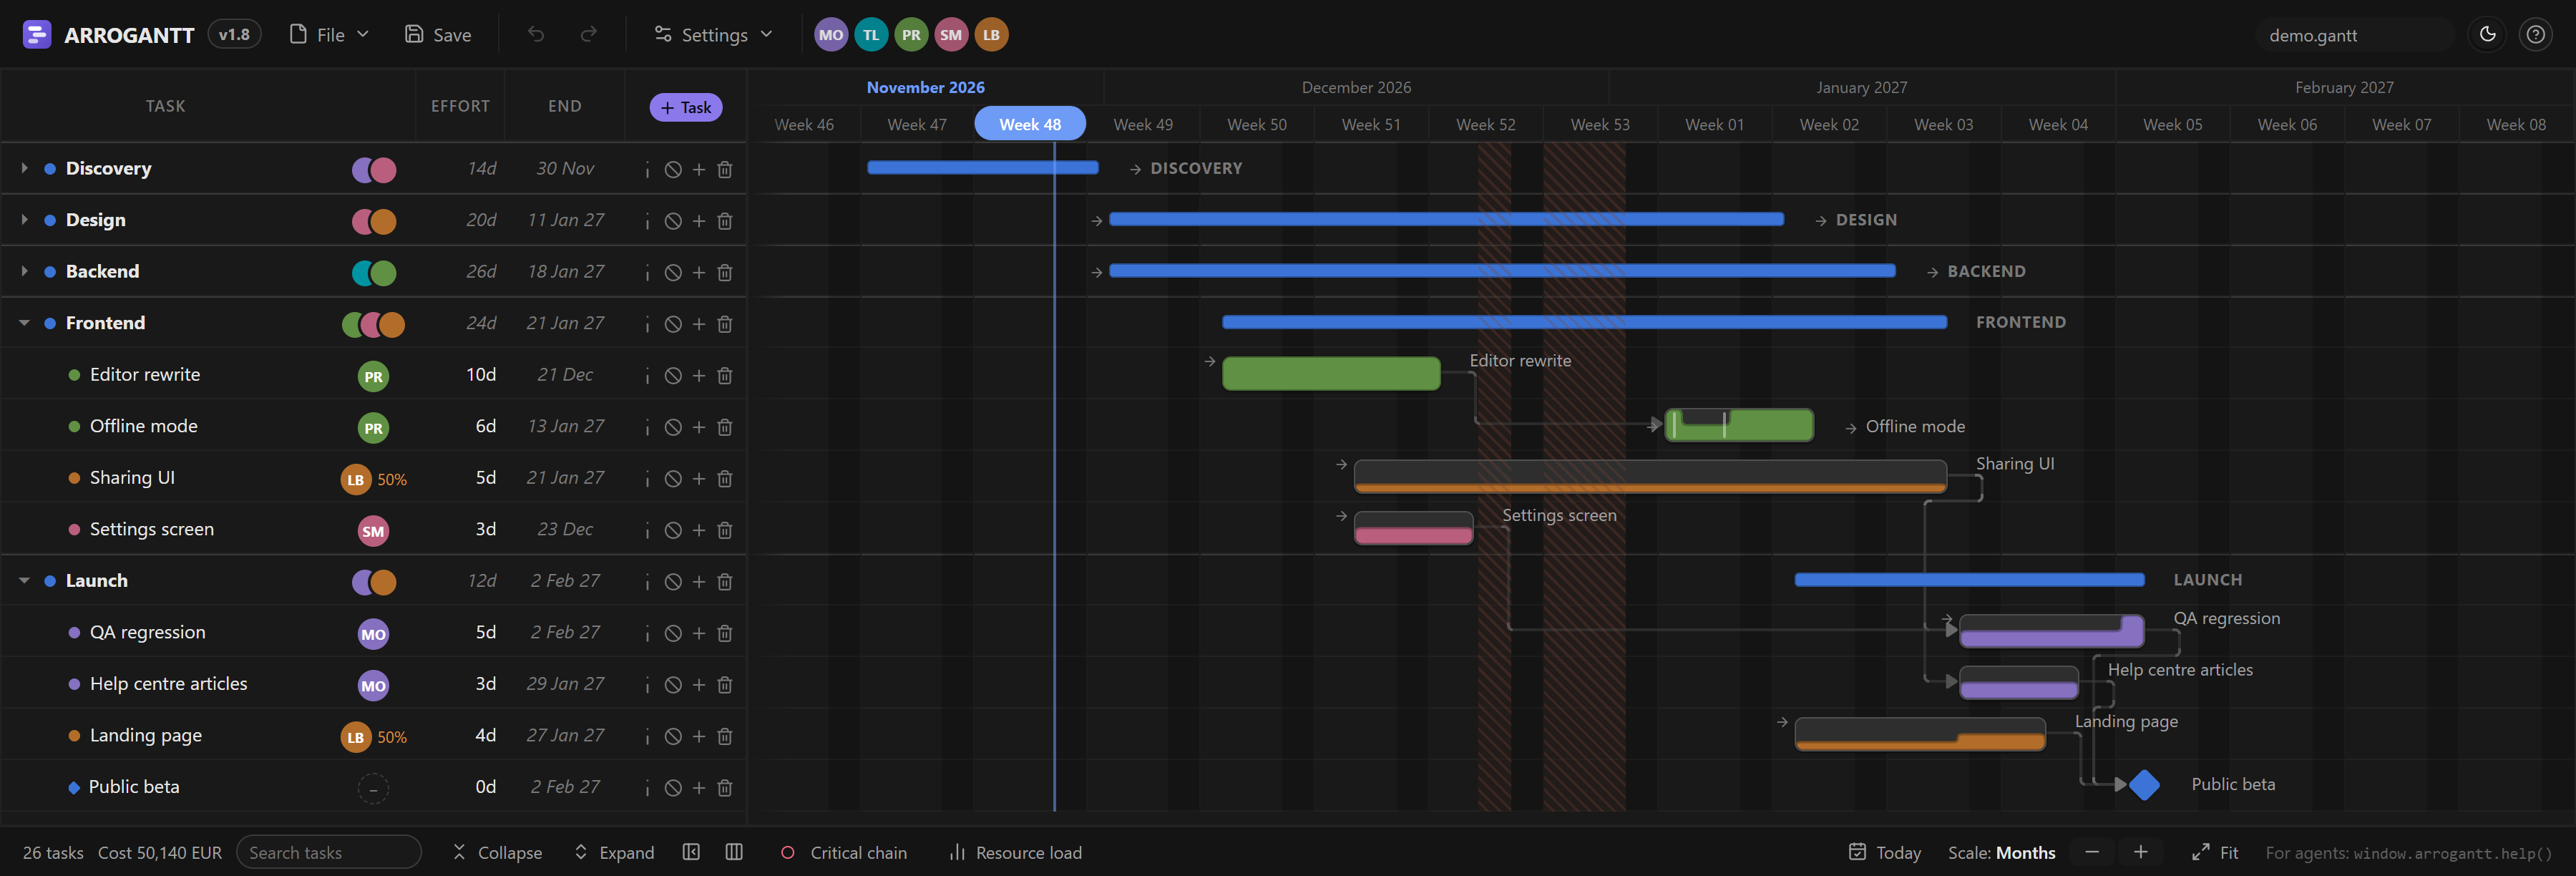 ARROGANTT v1.8 File Save Settings MO TL PR SM LB demo.gantt
TASK EFFORT END + Task
November 2026 December 2026 January 2027 February 2027
Week 46 Week 47 Week 48 Week 49 Week 50 Week 51 Week 52 Week 53 Week 01 Week 02 Week 03 Week 04 Week 05 Week 06 Week 07 Week 08
Discovery 14d 30 Nov → DISCOVERY
Design 20d 11 Jan 27 → DESIGN
Backend 26d 18 Jan 27 → BACKEND
Frontend 24d 21 Jan 27 FRONTEND
Editor rewrite PR 10d 21 Dec Editor rewrite
Offline mode PR 6d 13 Jan 27 → Offline mode
Sharing UI LB 50% 5d 21 Jan 27 Sharing UI
Settings screen SM 3d 23 Dec Settings screen
Launch 12d 2 Feb 27 LAUNCH
QA regression MO 5d 2 Feb 27 QA regression
Help centre articles MO 3d 29 Jan 27 Help centre articles
Landing page LB 50% 4d 27 Jan 27 Landing page
Public beta – 0d 2 Feb 27 Public beta
26 tasks Cost 50,140 EUR Search tasks Collapse Expand Critical chain Resource load Today Scale: Months − + Fit For agents: window.arrogantt.help()